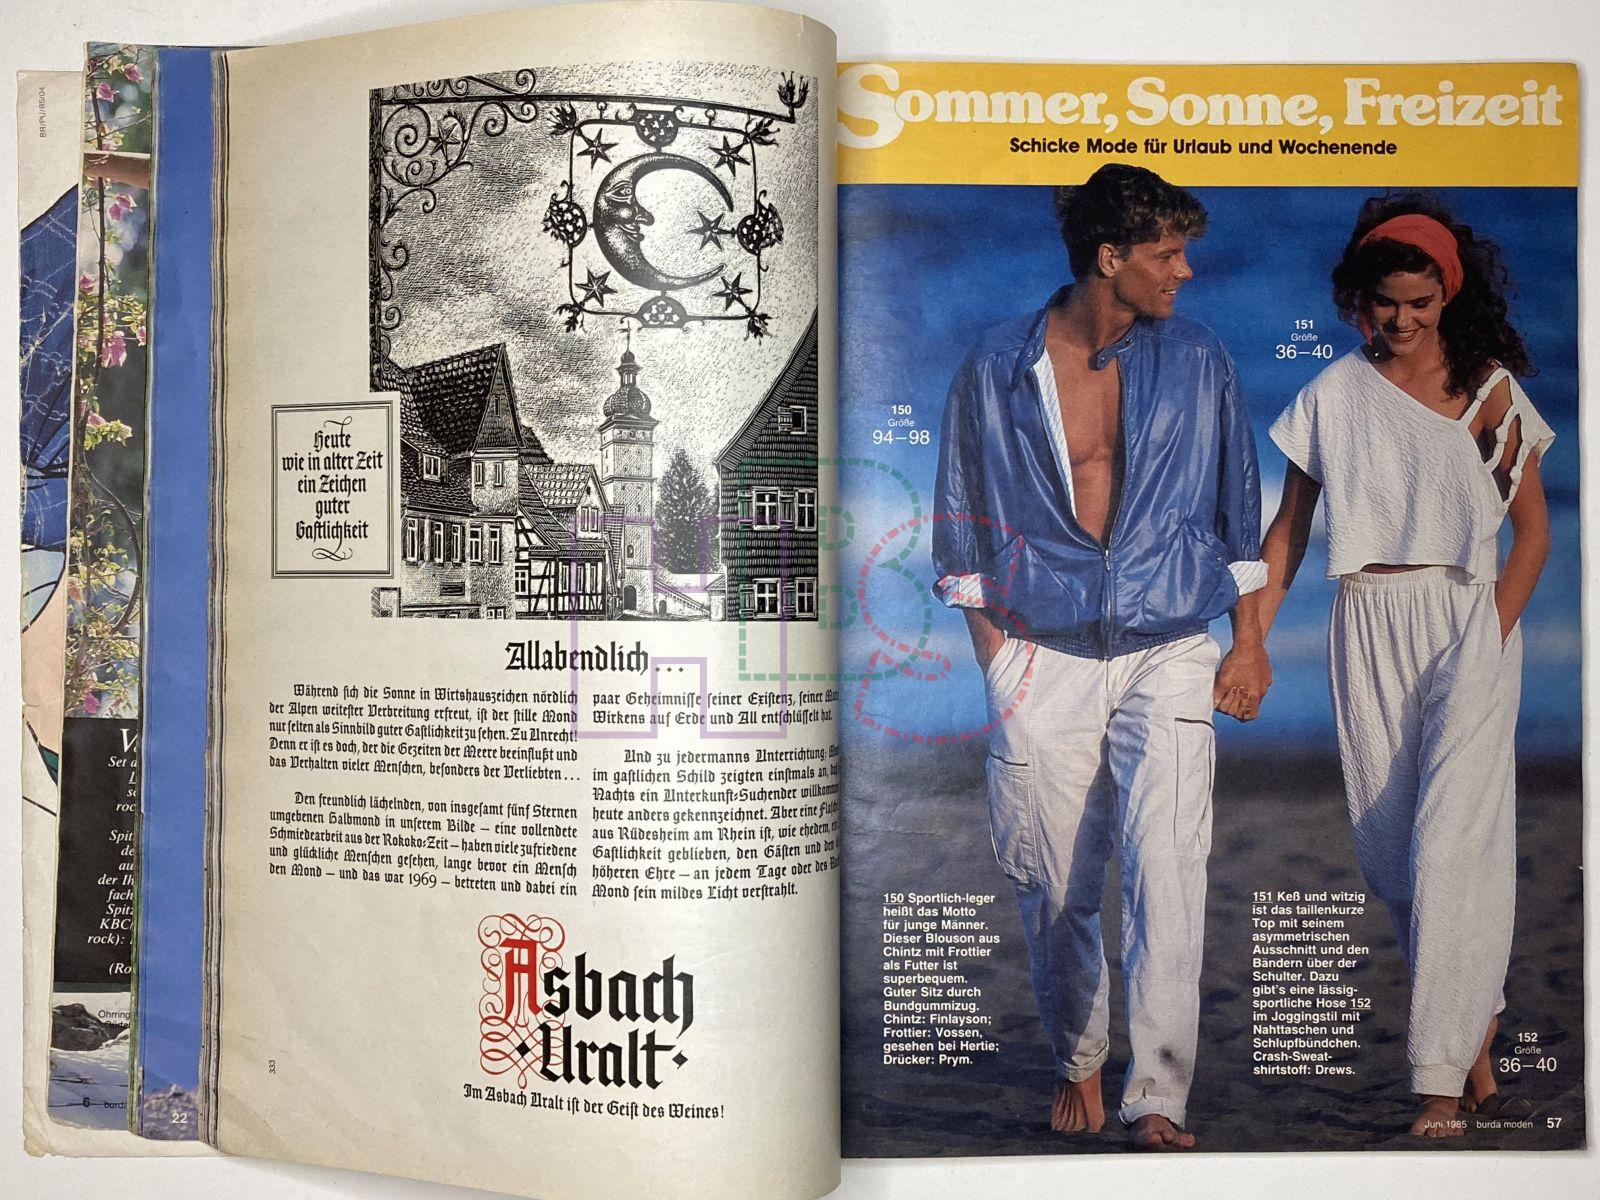 BR/PU/85/04
Set
rock): 
6 burda
22
Heute
wie in alter Zeit
ein Zeichen
guter
Gastlichkeit
Allabendlich...
Während sich die Sonne in Wirtshauszeichen nördlich
der Alpen weitester Verbreitung erfreut, ist der stille Mond
nur selten als Sinnbild guter Gastlichkeit zu sehen. Zu Unrecht!
Denn er ist es doch, der die Gezeiten der Meere beeinflußt und
das Verhalten vieler Menschen, besonders der Verliebten ...
Den freundlich lächelnden, von insgesamt fünf Sternen
umgebenen Halbmond in unserem Bilde – eine vollendete
Schmiedearbeit aus der Rokoko-Zeit – haben viele zufriedene
und glückliche Menschen gesehen, lange bevor ein Mensch
den Mond – und das war 1969 – betreten und dabei ein
paar Geheimnisse seiner Existenz, seiner
Wirkens auf Erde und All entschlüsselt hat.
Und zu jedermanns Unterrichtung:
im gastlichen Schild zeigten einstmals an,
Nachts ein Unterkunft-Suchender
heute anders gekennzeichnet. Aber eine
aus Rüdesheim am Rhein ist, wie ehedem,
Gastlichkeit geblieben, den Gästen und
höheren Ehre – an jedem Tage oder des
Mond sein mildes Licht verstrahlt.
Asbach
Uralt
Im Asbach Uralt ist der Geist des Weines!
333
Sommer, Sonne, Freizeit
Schicke Mode für Urlaub und Wochenende
150
Größe
94–98
151
Größe
36–40
150 Sportlich-leger
heißt das Motto
für junge Männer.
Dieser Blouson aus
Chintz mit Frottier
als Futter ist
superbequem.
Guter Sitz durch
Bundgummizug.
Chintz: Finlayson;
Frottier: Vossen,
gesehen bei Hertie;
Drücker: Prym.
151 Keß und witzig
ist das taillenkurze
Top mit seinem
asymmetrischen
Ausschnitt und den
Bändern über der
Schulter. Dazu
gibt's eine lässig-
sportliche Hose 152
im Joggingstil mit
Nahttaschen und
Schlupfbündchen.
Crash-Sweat-
shirtstoff: Drews.
152
Größe
36–40
Juni 1985 burda moden 57